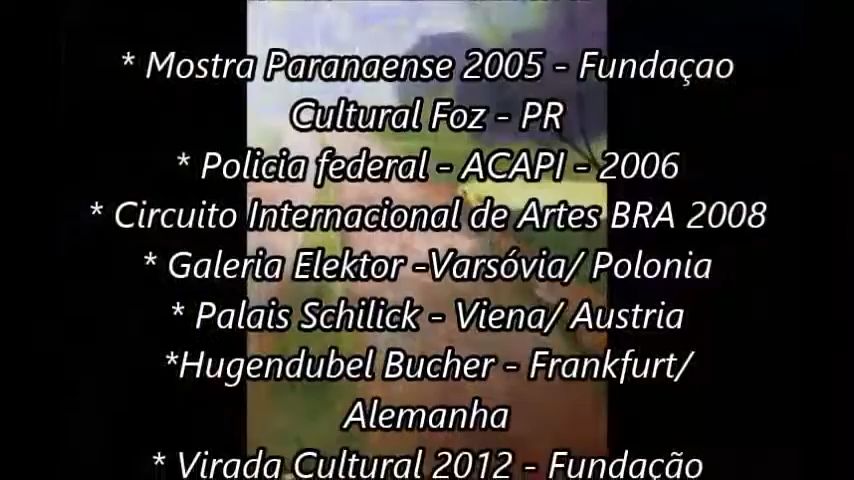 * Mostra Paranaense 2005 - Fundaçao
Cultural Foz - PR
* Policia federal - ACAPI - 2006
* Circuito Internacional de Artes BRA 2008
* Galeria Elektor -Varsóvia/ Polonia
* Palais Schilick - Viena/ Austria
*Hugendubel Bucher - Frankfurt/
Alemanha
* Virada Cultural 2012 - Fundação